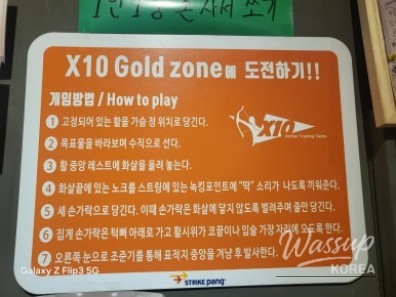 X10 Gold zone에 도전하기!!
게임방법 / How to play
X10
1 고정되어 있는 활을 가슴 정 위치로 당긴다.
2 목표물을 바라보며 수직으로 선다.
3 활 중앙 레스트에 화살을 올려 놓는다.
4 화살끝에 있는 노크를 스트링에 있는 녹킹포인트에 "딱" 소리가 나도록 끼워준다.
5 세 손가락으로 당긴다. 이때 손가락은 화살에 닿지 않도록 벌려주며 줄만 당긴다.
6 집게 손가락은 턱뼈 아래로 가고 활시위가 코끝이나 입술 가장자리에 오도록 한다.
7 오른쪽 눈으로 조준기를 통해 표적지 중앙을 겨냥 후 발사한다.
STRIKE pang
Galaxy Z Flip3 5G
Wassup
KOREA